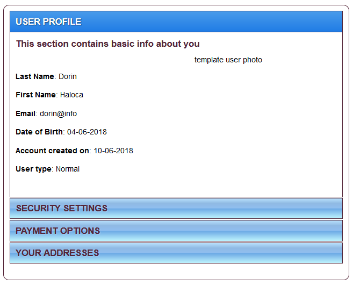 USER PROFILE
This section contains basic info about you
template user photo
Last Name: Dorin
First Name: Haloca
Email: dorin@info
Date of Birth: 04-06-2018
Account created on: 10-06-2018
User type: Normal
SECURITY SETTINGS
PAYMENT OPTIONS
YOUR ADDRESSES